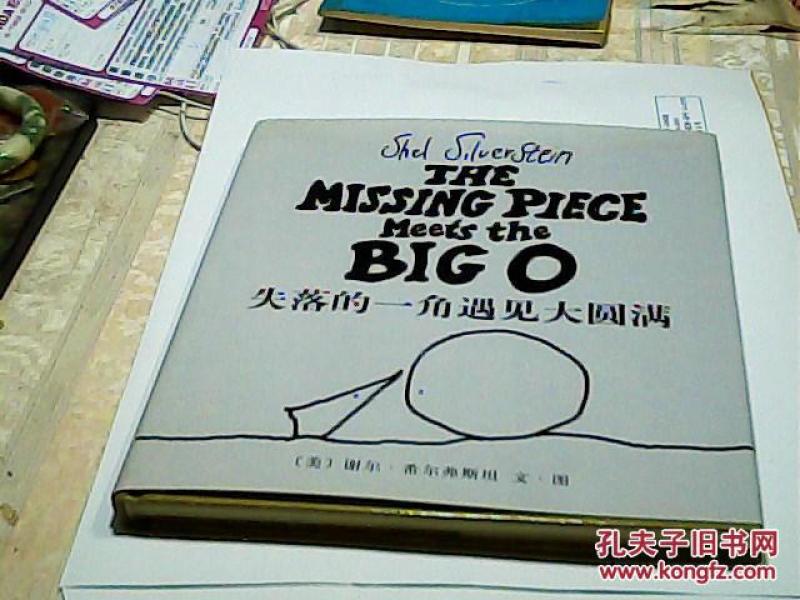 Shel Silverstein
THE
MISSING PIECE
Meets the
BIG O
失落的一角遇见大圆满
〔美〕谢尔·希尔弗斯坦 文·图
孔夫子旧书网
www.kongfz.com